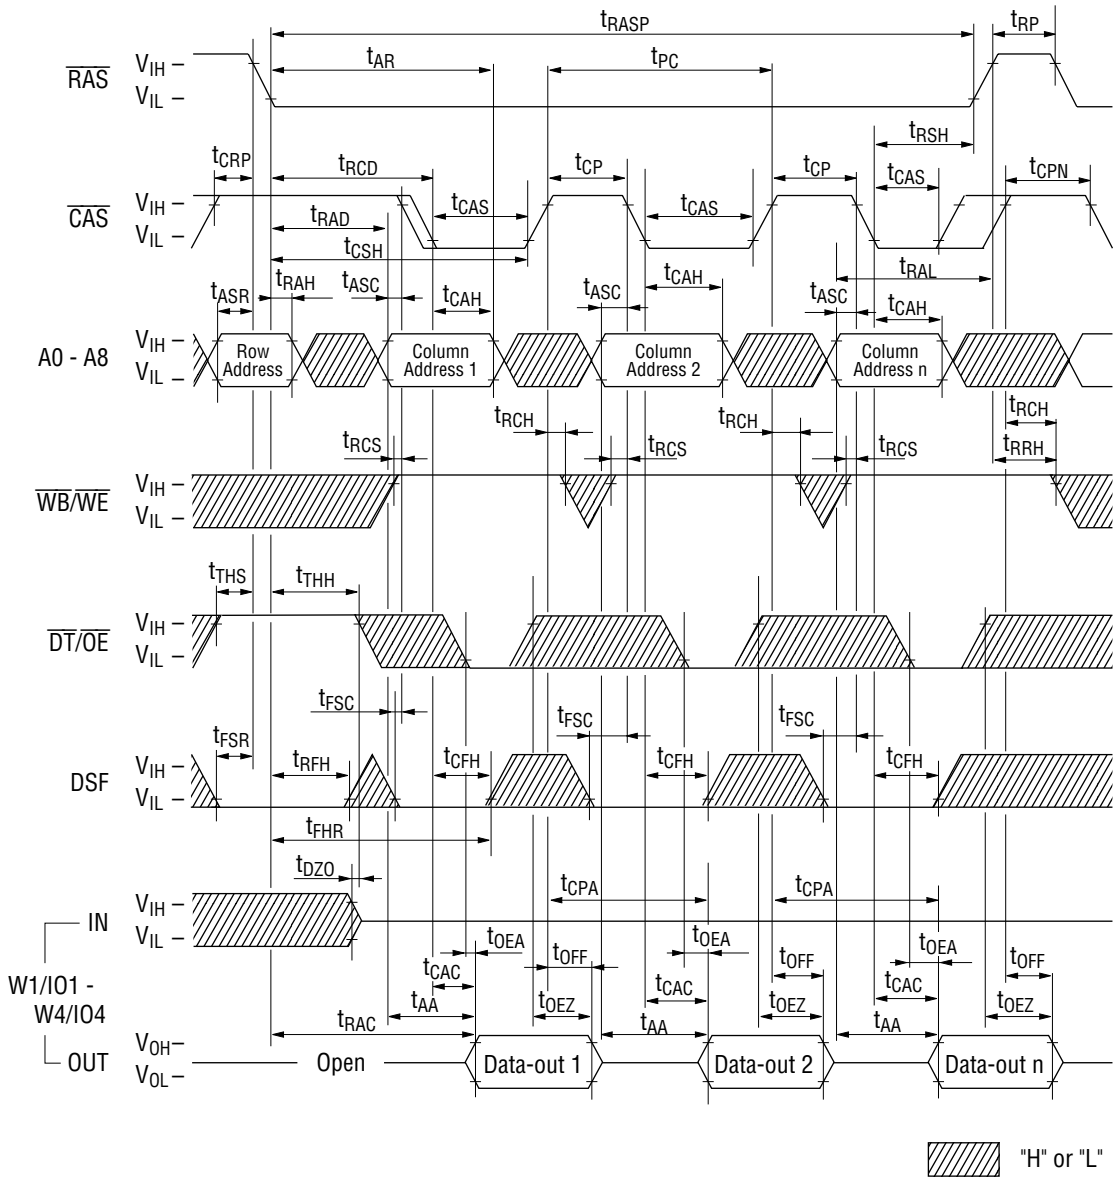 tRASP tRP
tAR tPC
RAS VIH
VIL
tRSH
tCRP tRCD tCP tCP tCAS tCPN
CAS VIH
VIL
tRAD tCAS tCAS
tCSH
tRAL
tASR tRAH tASC tCAH tASC tCAH tASC tCAH
A0 - A8 VIH
VIL
Row Address Column Address 1 Column Address 2 Column Address n
tRCH tRCH tRCH
tRCS tRCS tRCS tRRH
WB/WE VIH
VIL
tTHS tTHH
DT/OE VIH
VIL
tFSC tFSC tFSC
tFSR tRFH tCFH tCFH tCFH
DSF VIH
VIL
tFHR
tDZO
tCPA tCPA
IN VIH
VIL
tOEA tOEA tOEA
tOFF tOFF tOFF
tCAC tCAC tCAC
W1/IO1 -
W4/IO4
tAA tOEZ tAA tOEZ tAA tOEZ
tRAC
OUT VOH
VOL
Open Data-out 1 Data-out 2 Data-out n
"H" or "L"